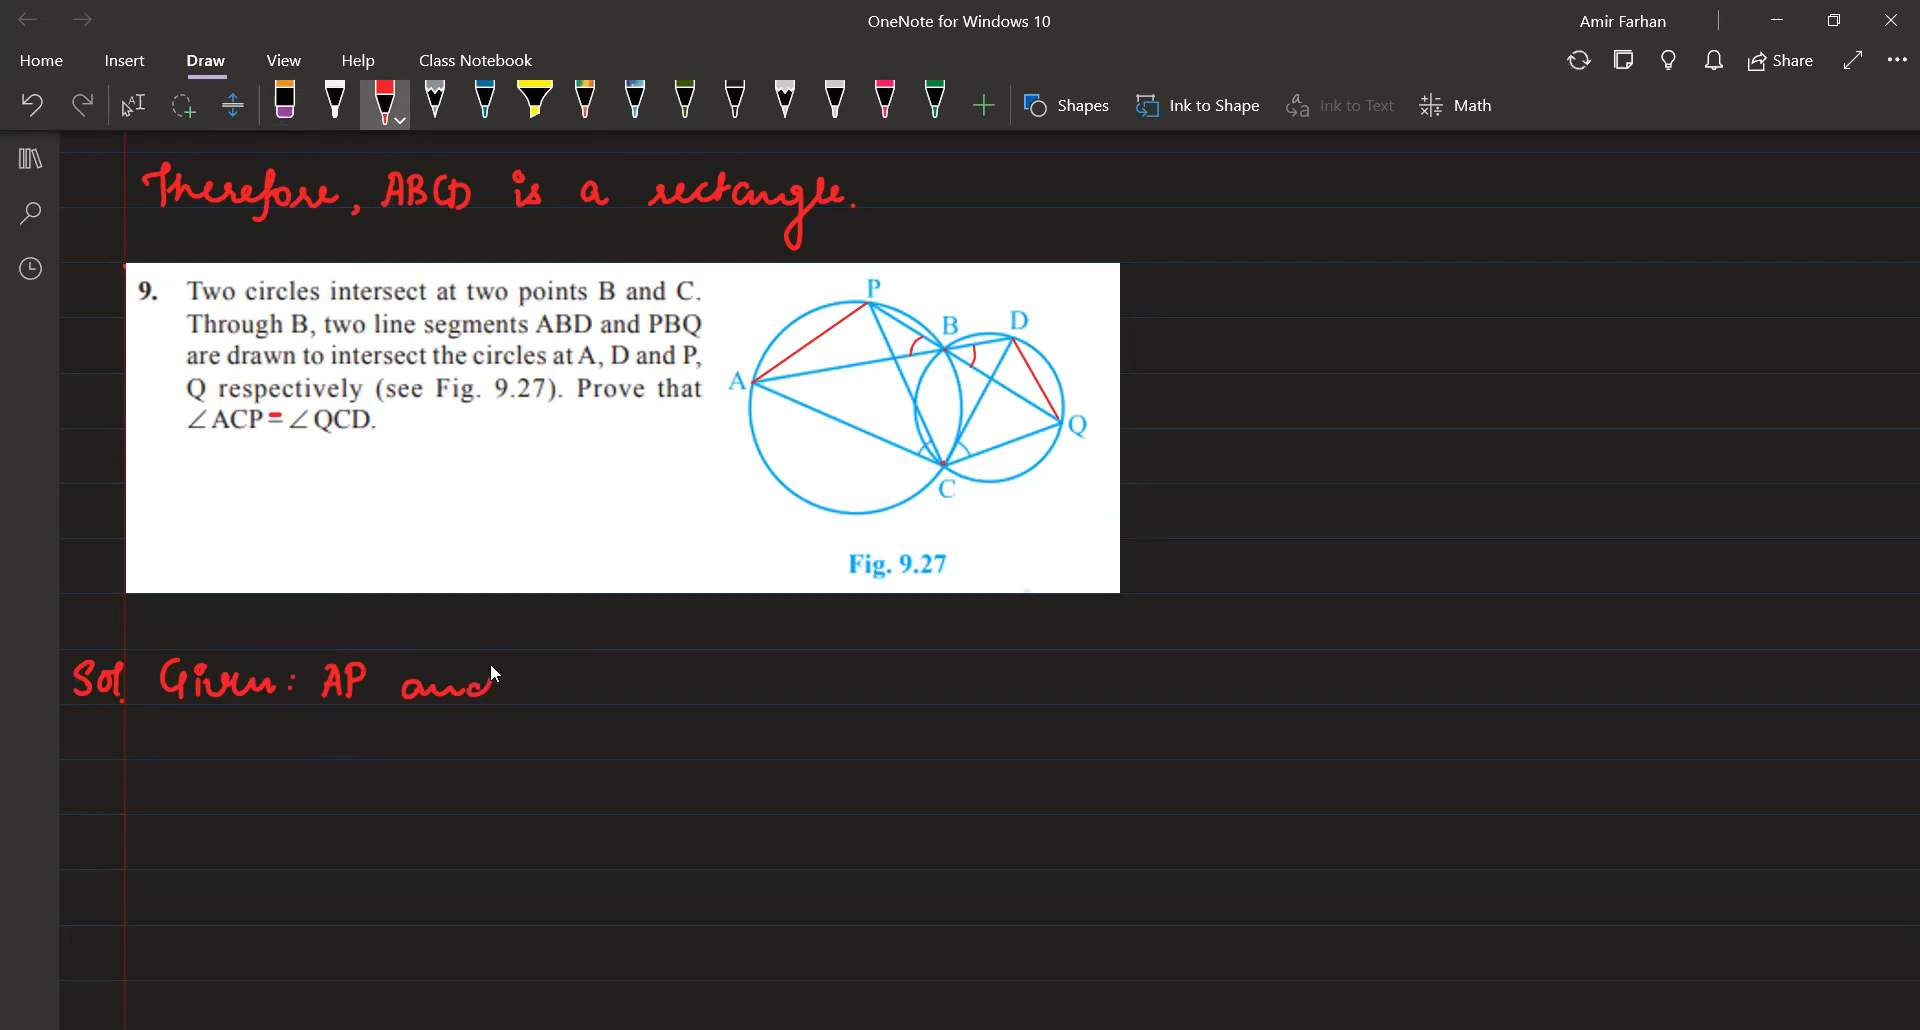 OneNote for Windows 10
Amir Farhan
Home Insert Draw View Help Class Notebook
Share
Shapes Ink to Shape Ink to Text Math
Therefore, ABCD is a rectangle.
9. Two circles intersect at two points B and C.
Through B, two line segments ABD and PBQ
are drawn to intersect the circles at A, D and P,
Q respectively (see Fig. 9.27). Prove that
∠ACP = ∠QCD.
P
B
D
A
Q
C
Fig. 9.27
Sol. Given: AP and